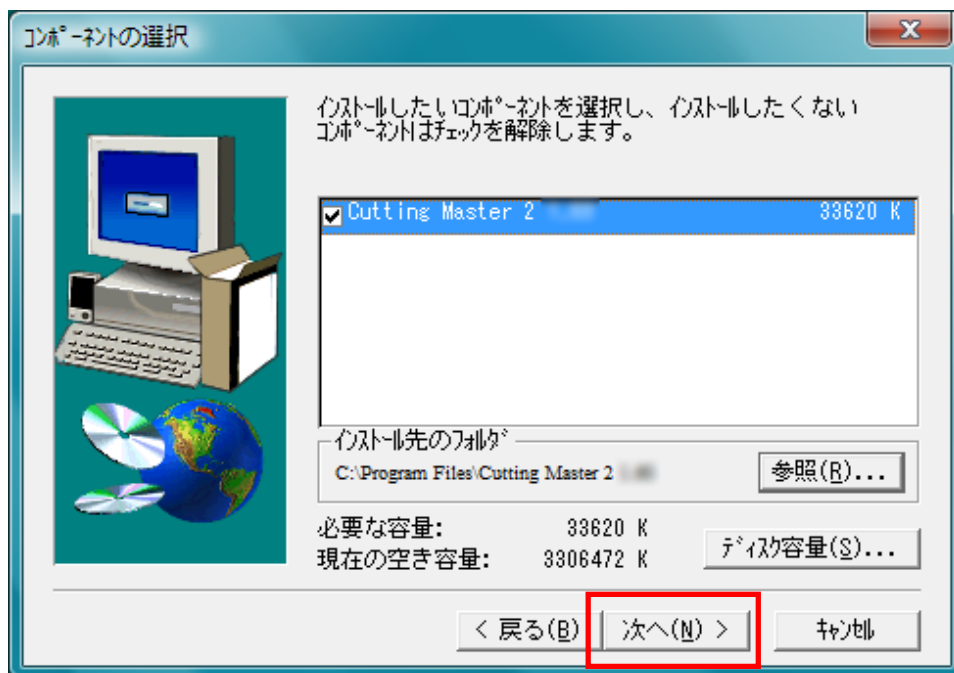 ｺﾝﾎﾟｰﾈﾝﾄの選択
ｲﾝｽﾄｰﾙしたいｺﾝﾎﾟｰﾈﾝﾄを選択し、ｲﾝｽﾄｰﾙしたくない
ｺﾝﾎﾟｰﾈﾝﾄはﾁｪｯｸを解除します。
Cutting Master 2 33620 K
ｲﾝｽﾄｰﾙ先のﾌｫﾙﾀﾞ
C:\Program Files\Cutting Master 2
参照(R)...
必要な容量: 33620 K
現在の空き容量: 3306472 K
ﾃﾞｨｽｸ容量(S)...
< 戻る(B) 次へ(N) > ｷｬﾝｾﾙ